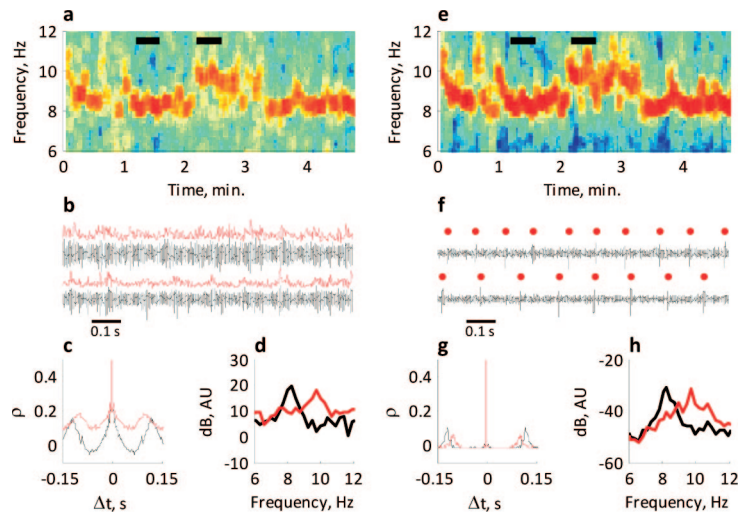 a
e
Frequency, Hz
12
10
8
6
0 1 2 3 4
Time, min.
Frequency, Hz
12
10
8
6
0 1 2 3 4
Time, min.
b
0.1 s
f
0.1 s
c
ρ
0.4
0.2
0
-0.15 0 0.15
Δt, s
d
dB, AU
30
20
10
0
-10
6 8 10 12
Frequency, Hz
g
ρ
0.4
0.2
0
-0.15 0 0.15
Δt, s
h
dB, AU
-20
-40
-60
6 8 10 12
Frequency, Hz